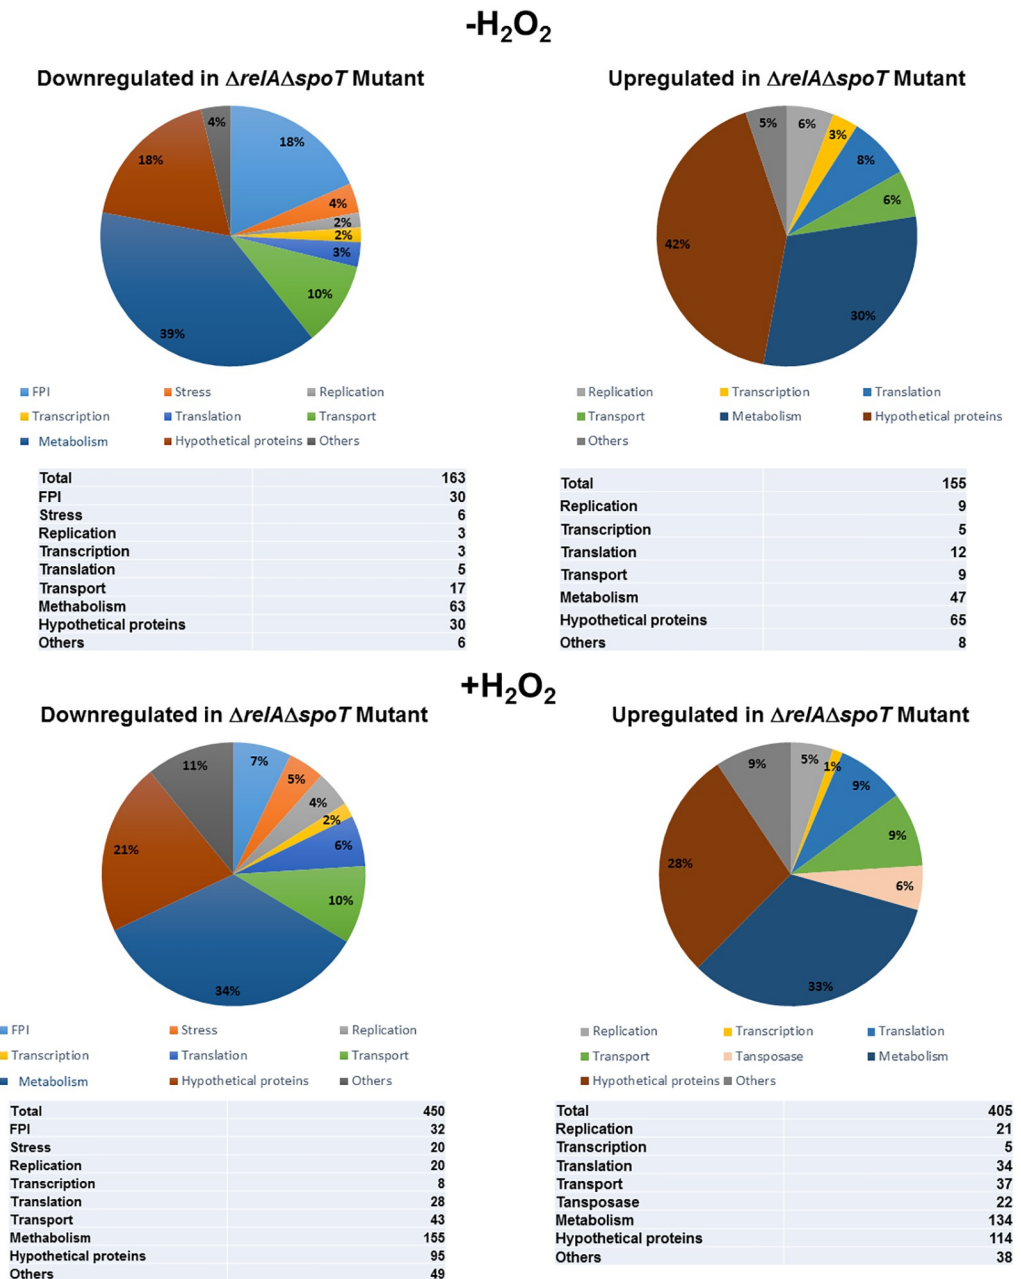 -H₂O₂
Downregulated in ΔrelAΔspoT Mutant
4%
18%
18%
4%
2%
2%
3%
10%
39%
FPI Stress Replication
Transcription Translation Transport
Metabolism Hypothetical proteins Others
Total 163
FPI 30
Stress 6
Replication 3
Transcription 3
Translation 5
Transport 17
Methabolism 63
Hypothetical proteins 30
Others 6
Upregulated in ΔrelAΔspoT Mutant
5%
6%
3%
8%
6%
42%
30%
Replication Transcription Translation
Transport Metabolism Hypothetical proteins
Others
Total 155
Replication 9
Transcription 5
Translation 12
Transport 9
Metabolism 47
Hypothetical proteins 65
Others 8
+H₂O₂
Downregulated in ΔrelAΔspoT Mutant
11%
7%
5%
4%
2%
6%
21%
10%
34%
FPI Stress Replication
Transcription Translation Transport
Metabolism Hypothetical proteins Others
Total 450
FPI 32
Stress 20
Replication 20
Transcription 8
Translation 28
Transport 43
Methabolism 155
Hypothetical proteins 95
Others 49
Upregulated in ΔrelAΔspoT Mutant
9%
5%
1%
9%
9%
28%
6%
33%
Replication Transcription Translation
Transport Tansposase Metabolism
Hypothetical proteins Others
Total 405
Replication 21
Transcription 5
Translation 34
Transport 37
Tansposase 22
Metabolism 134
Hypothetical proteins 114
Others 38